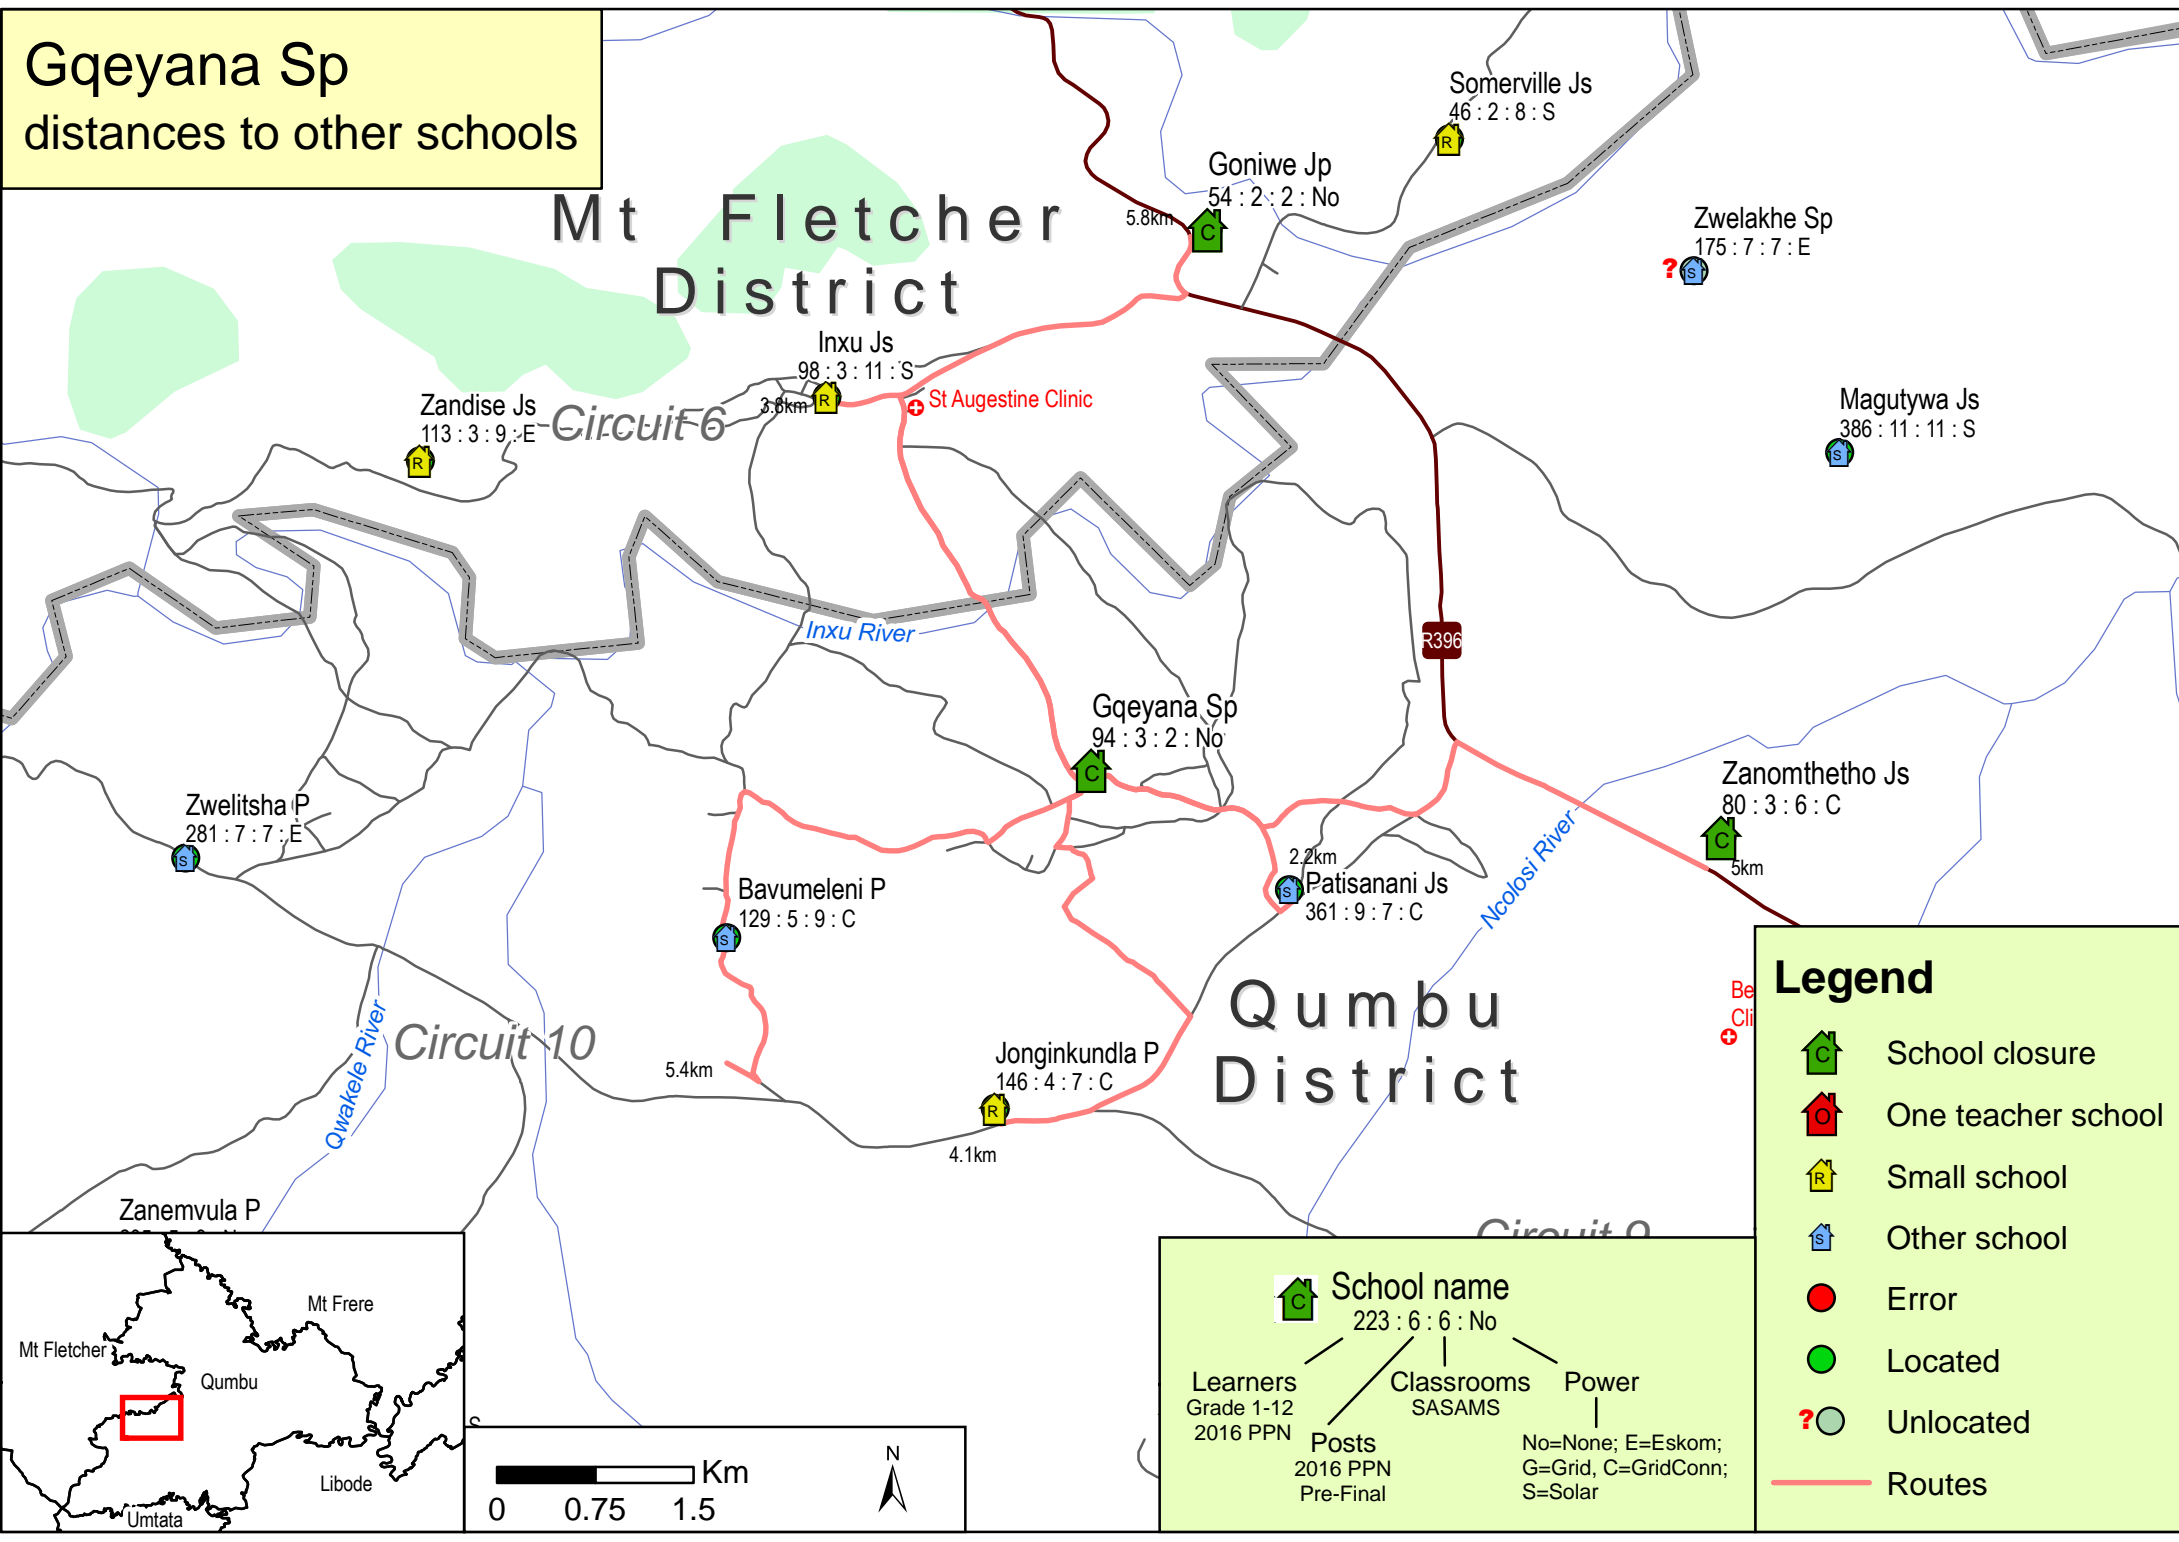 Gqeyana Sp
distances to other schools
Somerville Js
46 : 2 : 8 : S
Goniwe Jp
54 : 2 : 2 : No
5.8km
Mt Fletcher
District
Zwelakhe Sp
175 : 7 : 7 : E
?
Inxu Js
98 : 3 : 11 : S
3.8km
St Augestine Clinic
Zandise Js
113 : 3 : 9 : E
Circuit 6
Magutywa Js
386 : 11 : 11 : S
Inxu River
R396
Gqeyana Sp
94 : 3 : 2 : No
Zanomthetho Js
80 : 3 : 6 : C
5km
Zwelitsha P
281 : 7 : 7 : E
2.2km
Patisanani Js
361 : 9 : 7 : C
Ncolosi River
Bavumeleni P
129 : 5 : 9 : C
Qumbu
District
Circuit 10
Qwakele River
5.4km
Jonginkundla P
146 : 4 : 7 : C
4.1km
Be
Cli
Zanemvula P
Circuit 9
Legend
C School closure
O One teacher school
R Small school
S Other school
Error
Located
? Unlocated
Routes
C School name
223 : 6 : 6 : No
Learners
Grade 1-12
2016 PPN
Posts
2016 PPN
Pre-Final
Classrooms
SASAMS
Power
No=None; E=Eskom;
G=Grid, C=GridConn;
S=Solar
Mt Frere
Mt Fletcher
Qumbu
Libode
Umtata
Km
0 0.75 1.5
N